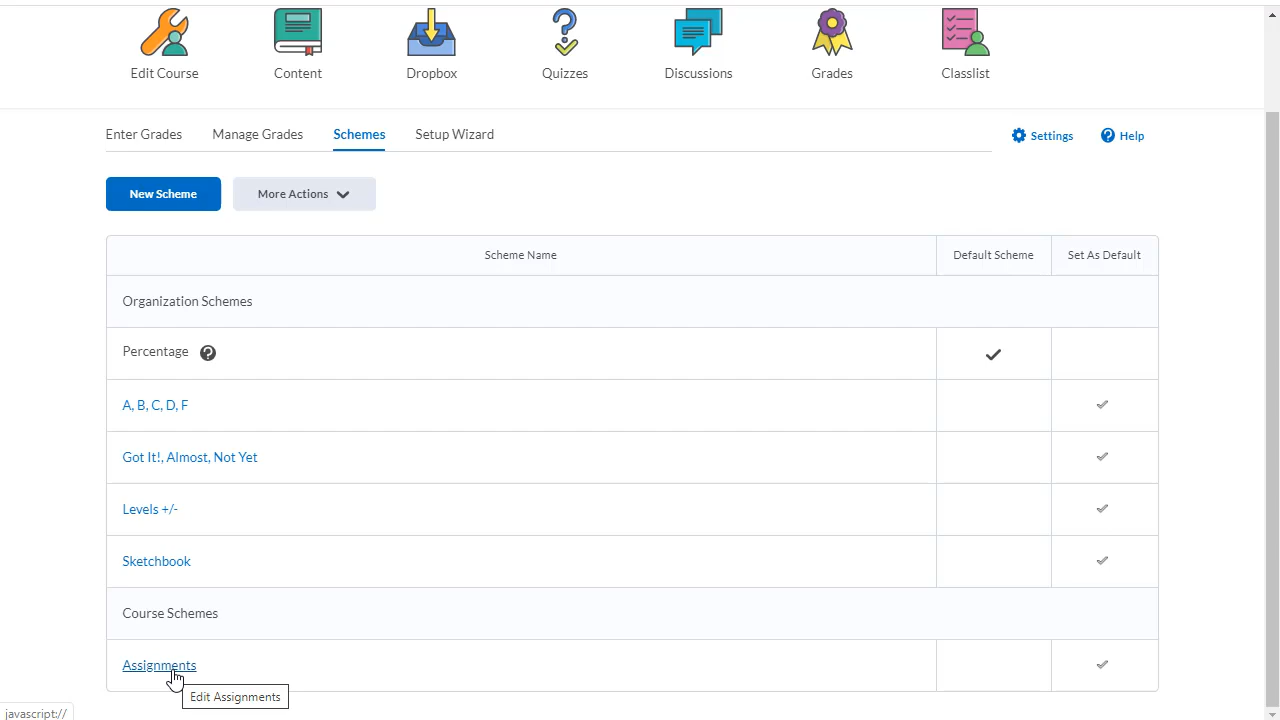 Edit Course
Content
Dropbox
Quizzes
Discussions
Grades
Classlist
Enter Grades
Manage Grades
Schemes
Setup Wizard
Settings
Help
New Scheme
More Actions
Scheme Name
Default Scheme
Set As Default
Organization Schemes
Percentage
A, B, C, D, F
Got It!, Almost, Not Yet
Levels +/-
Sketchbook
Course Schemes
Assignments
Edit Assignments
javascript://